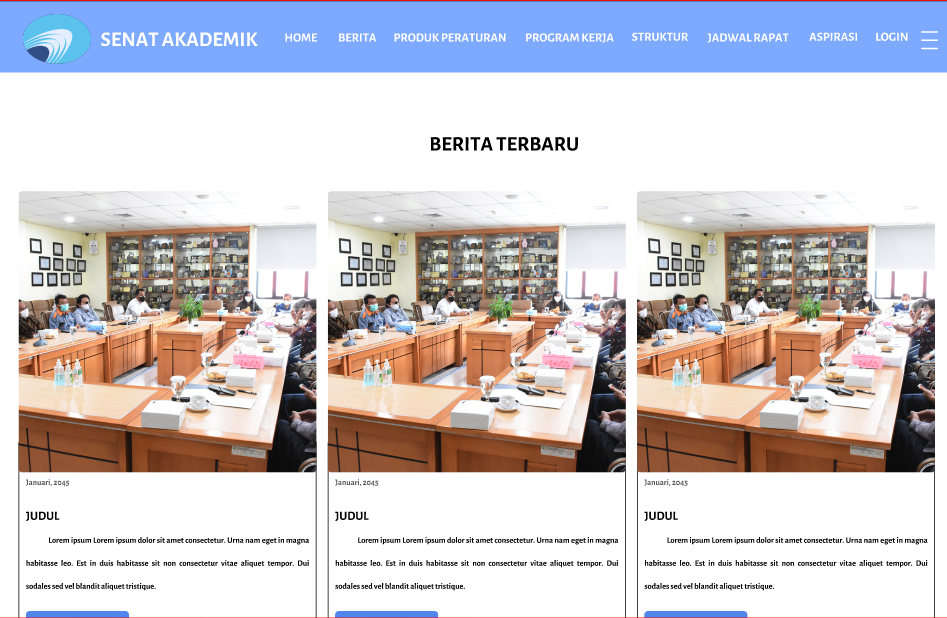 SENAT AKADEMIK
HOME BERITA PRODUK PERATURAN PROGRAM KERJA STRUKTUR JADWAL RAPAT ASPIRASI LOGIN
BERITA TERBARU
Januari, 2045
JUDUL
Lorem ipsum Lorem ipsum dolor sit amet consectetur. Urna nam eget in magna
habitasse leo. Est in duis habitasse sit non consectetur vitae aliquet tempor. Dui
sodales sed vel blandit aliquet tristique.
Januari, 2045
JUDUL
Lorem ipsum Lorem ipsum dolor sit amet consectetur. Urna nam eget in magna
habitasse leo. Est in duis habitasse sit non consectetur vitae aliquet tempor. Dui
sodales sed vel blandit aliquet tristique.
Januari, 2045
JUDUL
Lorem ipsum Lorem ipsum dolor sit amet consectetur. Urna nam eget in magna
habitasse leo. Est in duis habitasse sit non consectetur vitae aliquet tempor. Dui
sodales sed vel blandit aliquet tristique.